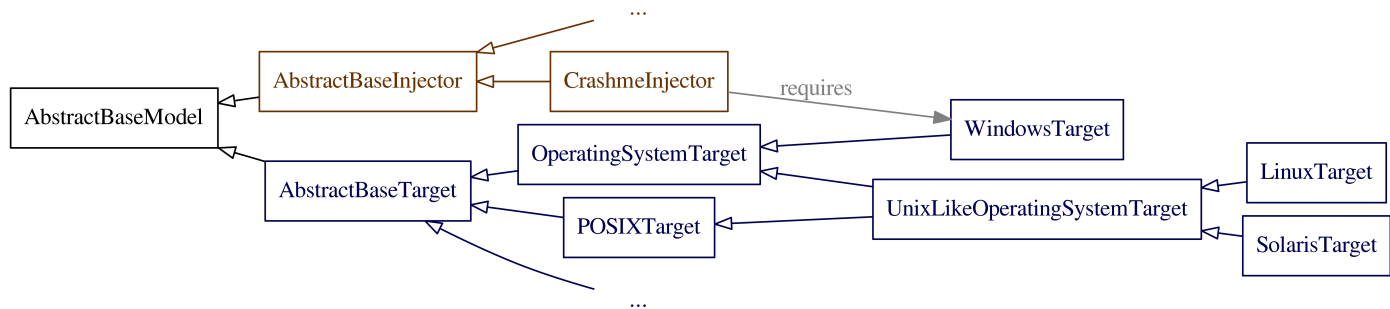 ...
AbstractBaseInjector
CrashmeInjector
requires
AbstractBaseModel
WindowsTarget
OperatingSystemTarget
LinuxTarget
AbstractBaseTarget
UnixLikeOperatingSystemTarget
POSIXTarget
SolarisTarget
...